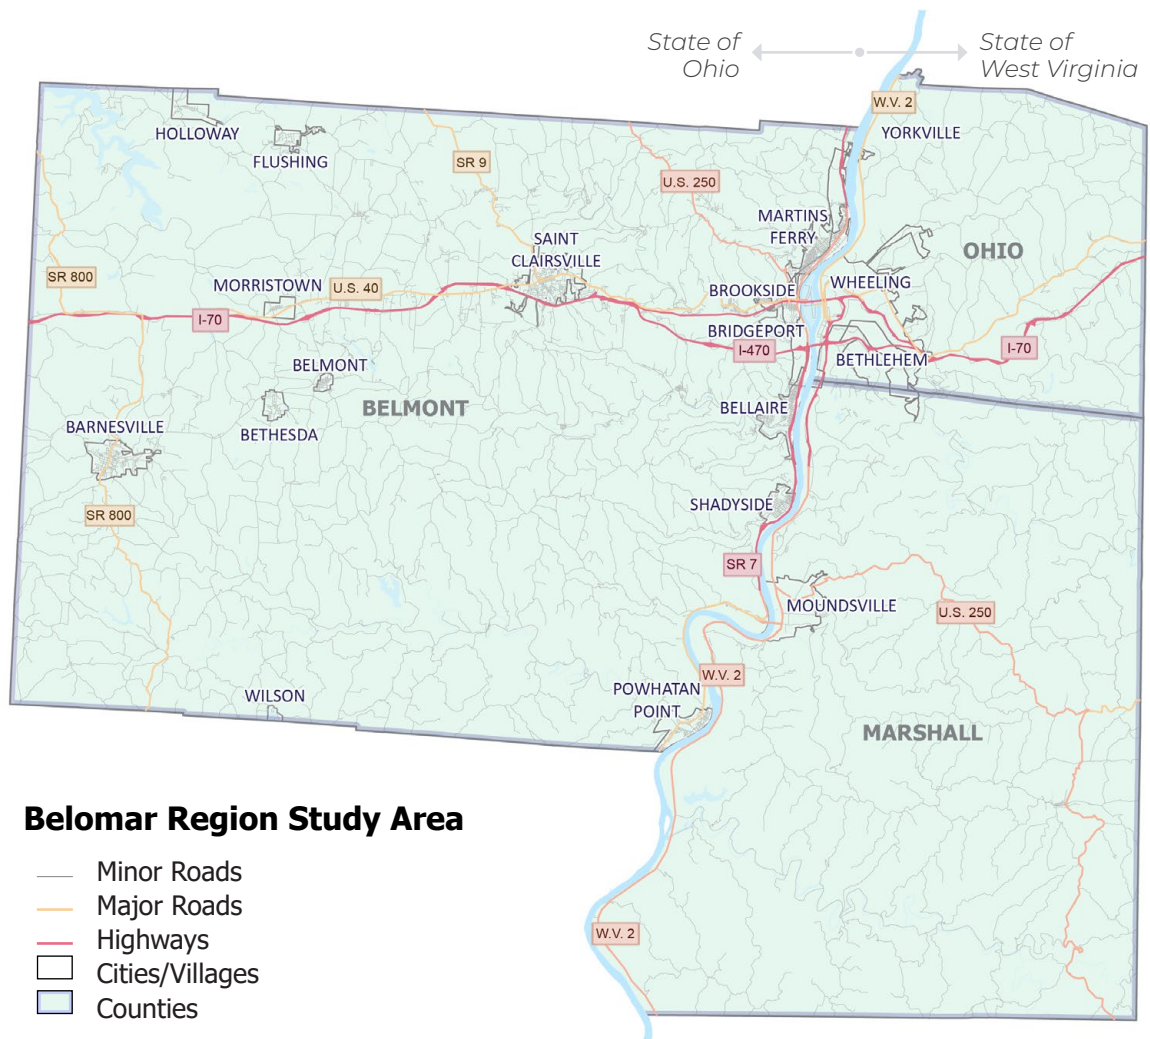 State of
Ohio
State of
West Virginia
W.V. 2
YORKVILLE
HOLLOWAY
FLUSHING
SR 9
U.S. 250
MARTINS
FERRY
SAINT
CLAIRSVILLE
OHIO
SR 800
MORRISTOWN
U.S. 40
BROOKSIDE
WHEELING
I-70
BRIDGEPORT
I-470
BETHLEHEM
I-70
BELMONT
BELMONT
BELLAIRE
BARNESVILLE
BETHESDA
SHADYSIDE
SR 800
SR 7
MOUNDSVILLE
U.S. 250
W.V. 2
POWHATAN
POINT
WILSON
MARSHALL
W.V. 2
Belomar Region Study Area
Minor Roads
Major Roads
Highways
Cities/Villages
Counties